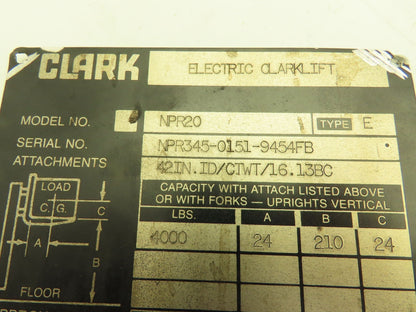 CLARK ELECTRIC CLARKLIFT
MODEL NO. NPR20 TYPE E
SERIAL NO. NPR345-0151-9454FB
ATTACHMENTS 42IN.ID/CTWT/16.13BC
CAPACITY WITH ATTACH LISTED ABOVE
OR WITH FORKS — UPRIGHTS VERTICAL
LBS. A B C
4000 24 210 24
LOAD
C. G.
C
A
B
FLOOR